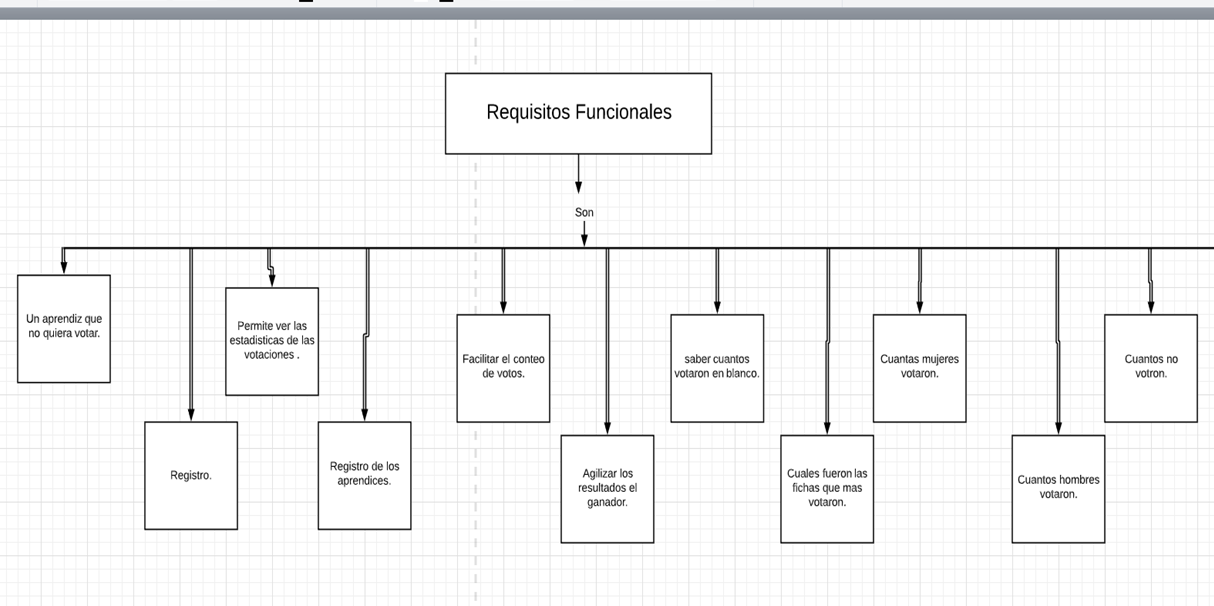 Requisitos Funcionales
Son
Un aprendiz que
no quiera votar.
Registro.
Permite ver las
estadisticas de las
votaciones .
Registro de los
aprendices.
Facilitar el conteo
de votos.
Agilizar los
resultados el
ganador.
saber cuantos
votaron en blanco.
Cuales fueron las
fichas que mas
votaron.
Cuantas mujeres
votaron.
Cuantos hombres
votaron.
Cuantos no
votron.